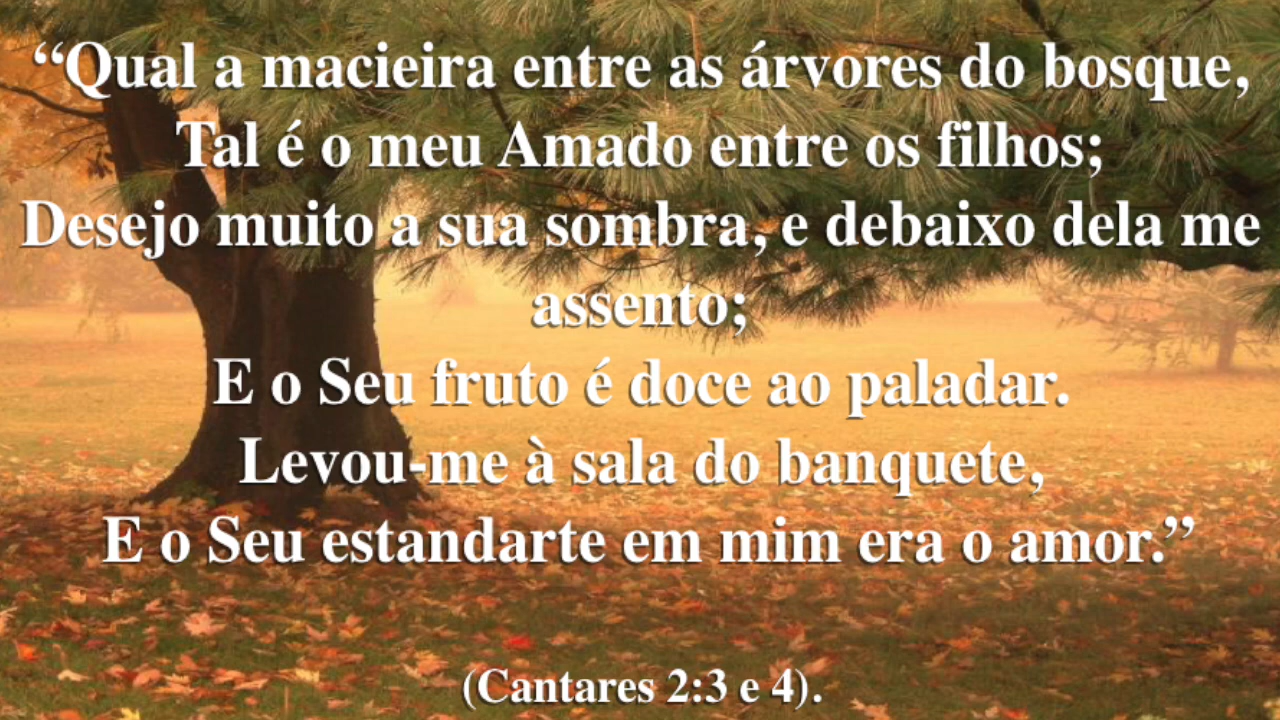 “Qual a macieira entre as árvores do bosque,
Tal é o meu Amado entre os filhos;
Desejo muito a sua sombra, e debaixo dela me
assento;
E o Seu fruto é doce ao paladar.
Levou-me à sala do banquete,
E o Seu estandarte em mim era o amor.”
(Cantares 2:3 e 4).